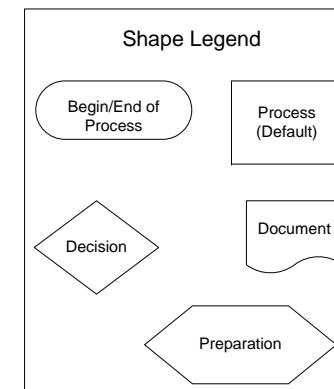 Shape Legend
Begin/End of
Process
Process
(Default)
Decision
Document
Preparation